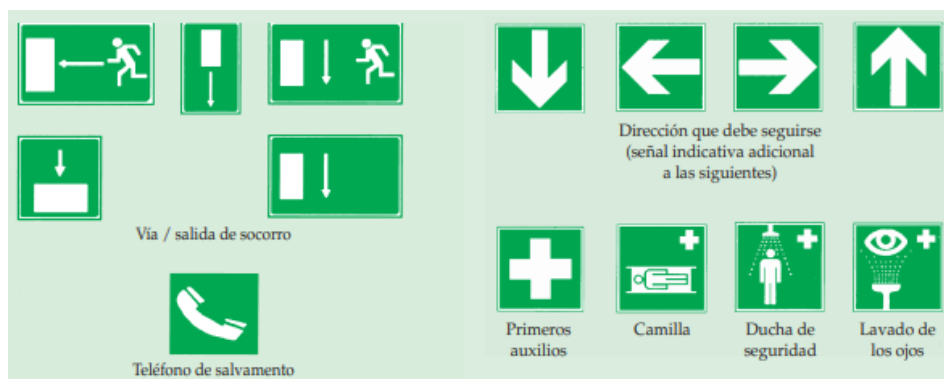 Vía / salida de socorro
Teléfono de salvamento
Dirección que debe seguirse
(señal indicativa adicional
a las siguientes)
Primeros
auxilios
Camilla
Ducha de
seguridad
Lavado de
los ojos